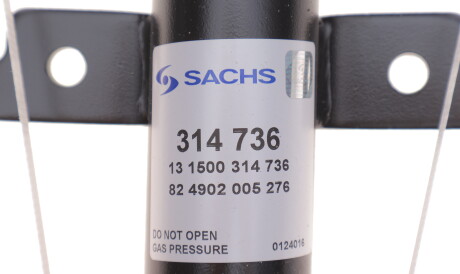 SACHS
314 736
13 1500 314 736
82 4902 005 276
DO NOT OPEN
GAS PRESSURE 0124016